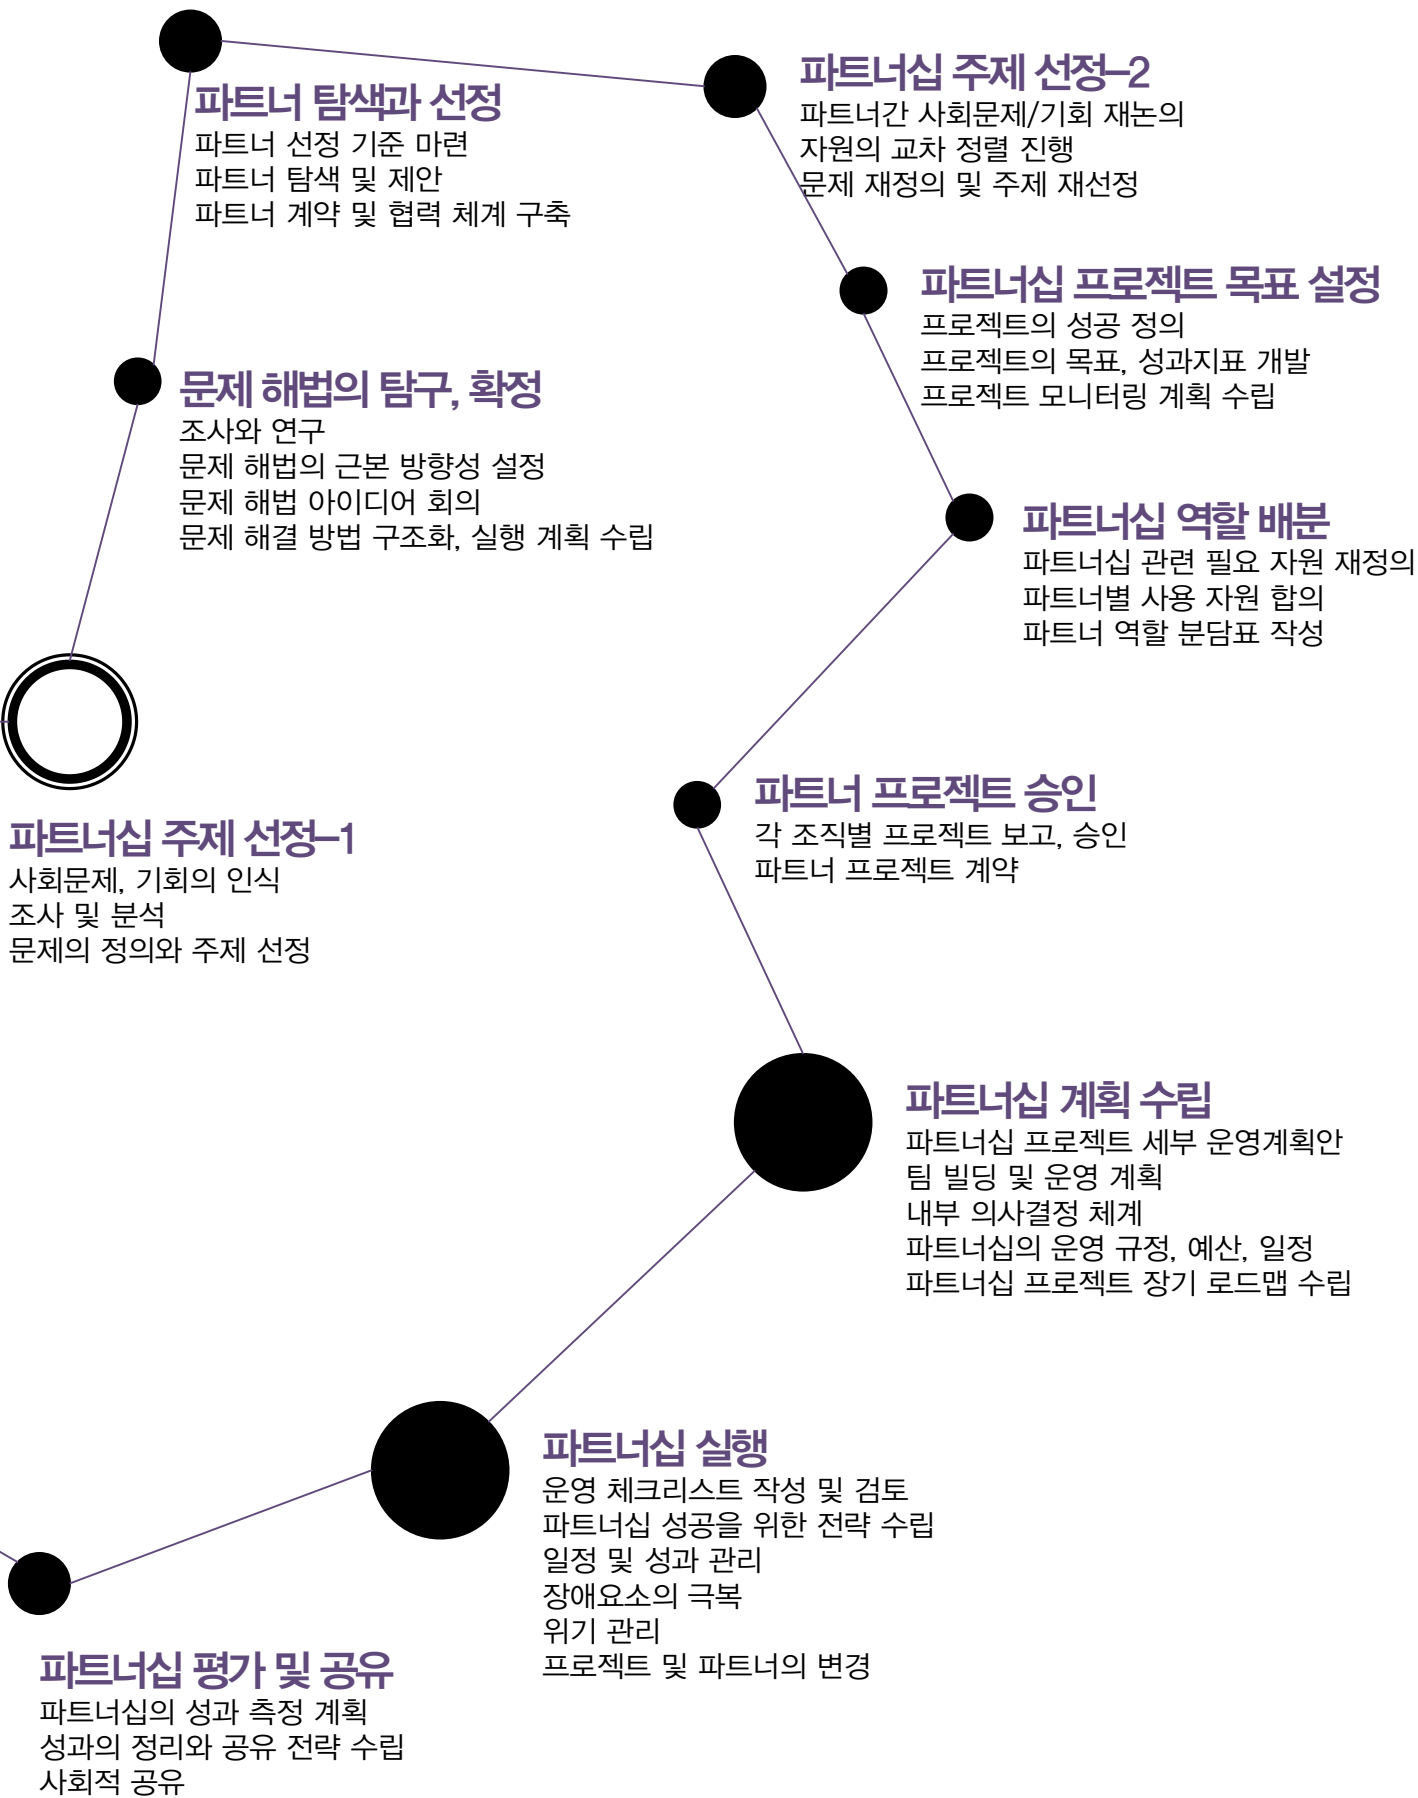 파트너 탐색과 선정
파트너 선정 기준 마련
파트너 탐색 및 제안
파트너 계약 및 협력 체계 구축
파트너십 주제 선정–2
파트너간 사회문제/기회 재논의
자원의 교차 정렬 진행
문제 재정의 및 주제 재선정
파트너십 프로젝트 목표 설정
프로젝트의 성공 정의
프로젝트의 목표, 성과지표 개발
프로젝트 모니터링 계획 수립
문제 해법의 탐구, 확정
조사와 연구
문제 해법의 근본 방향성 설정
문제 해법 아이디어 회의
문제 해결 방법 구조화, 실행 계획 수립
파트너십 역할 배분
파트너십 관련 필요 자원 재정의
파트너별 사용 자원 합의
파트너 역할 분담표 작성
파트너십 주제 선정–1
사회문제, 기회의 인식
조사 및 분석
문제의 정의와 주제 선정
파트너 프로젝트 승인
각 조직별 프로젝트 보고, 승인
파트너 프로젝트 계약
파트너십 계획 수립
파트너십 프로젝트 세부 운영계획안
팀 빌딩 및 운영 계획
내부 의사결정 체계
파트너십의 운영 규정, 예산, 일정
파트너십 프로젝트 장기 로드맵 수립
파트너십 실행
운영 체크리스트 작성 및 검토
파트너십 성공을 위한 전략 수립
일정 및 성과 관리
장애요소의 극복
위기 관리
프로젝트 및 파트너의 변경
파트너십 평가 및 공유
파트너십의 성과 측정 계획
성과의 정리와 공유 전략 수립
사회적 공유